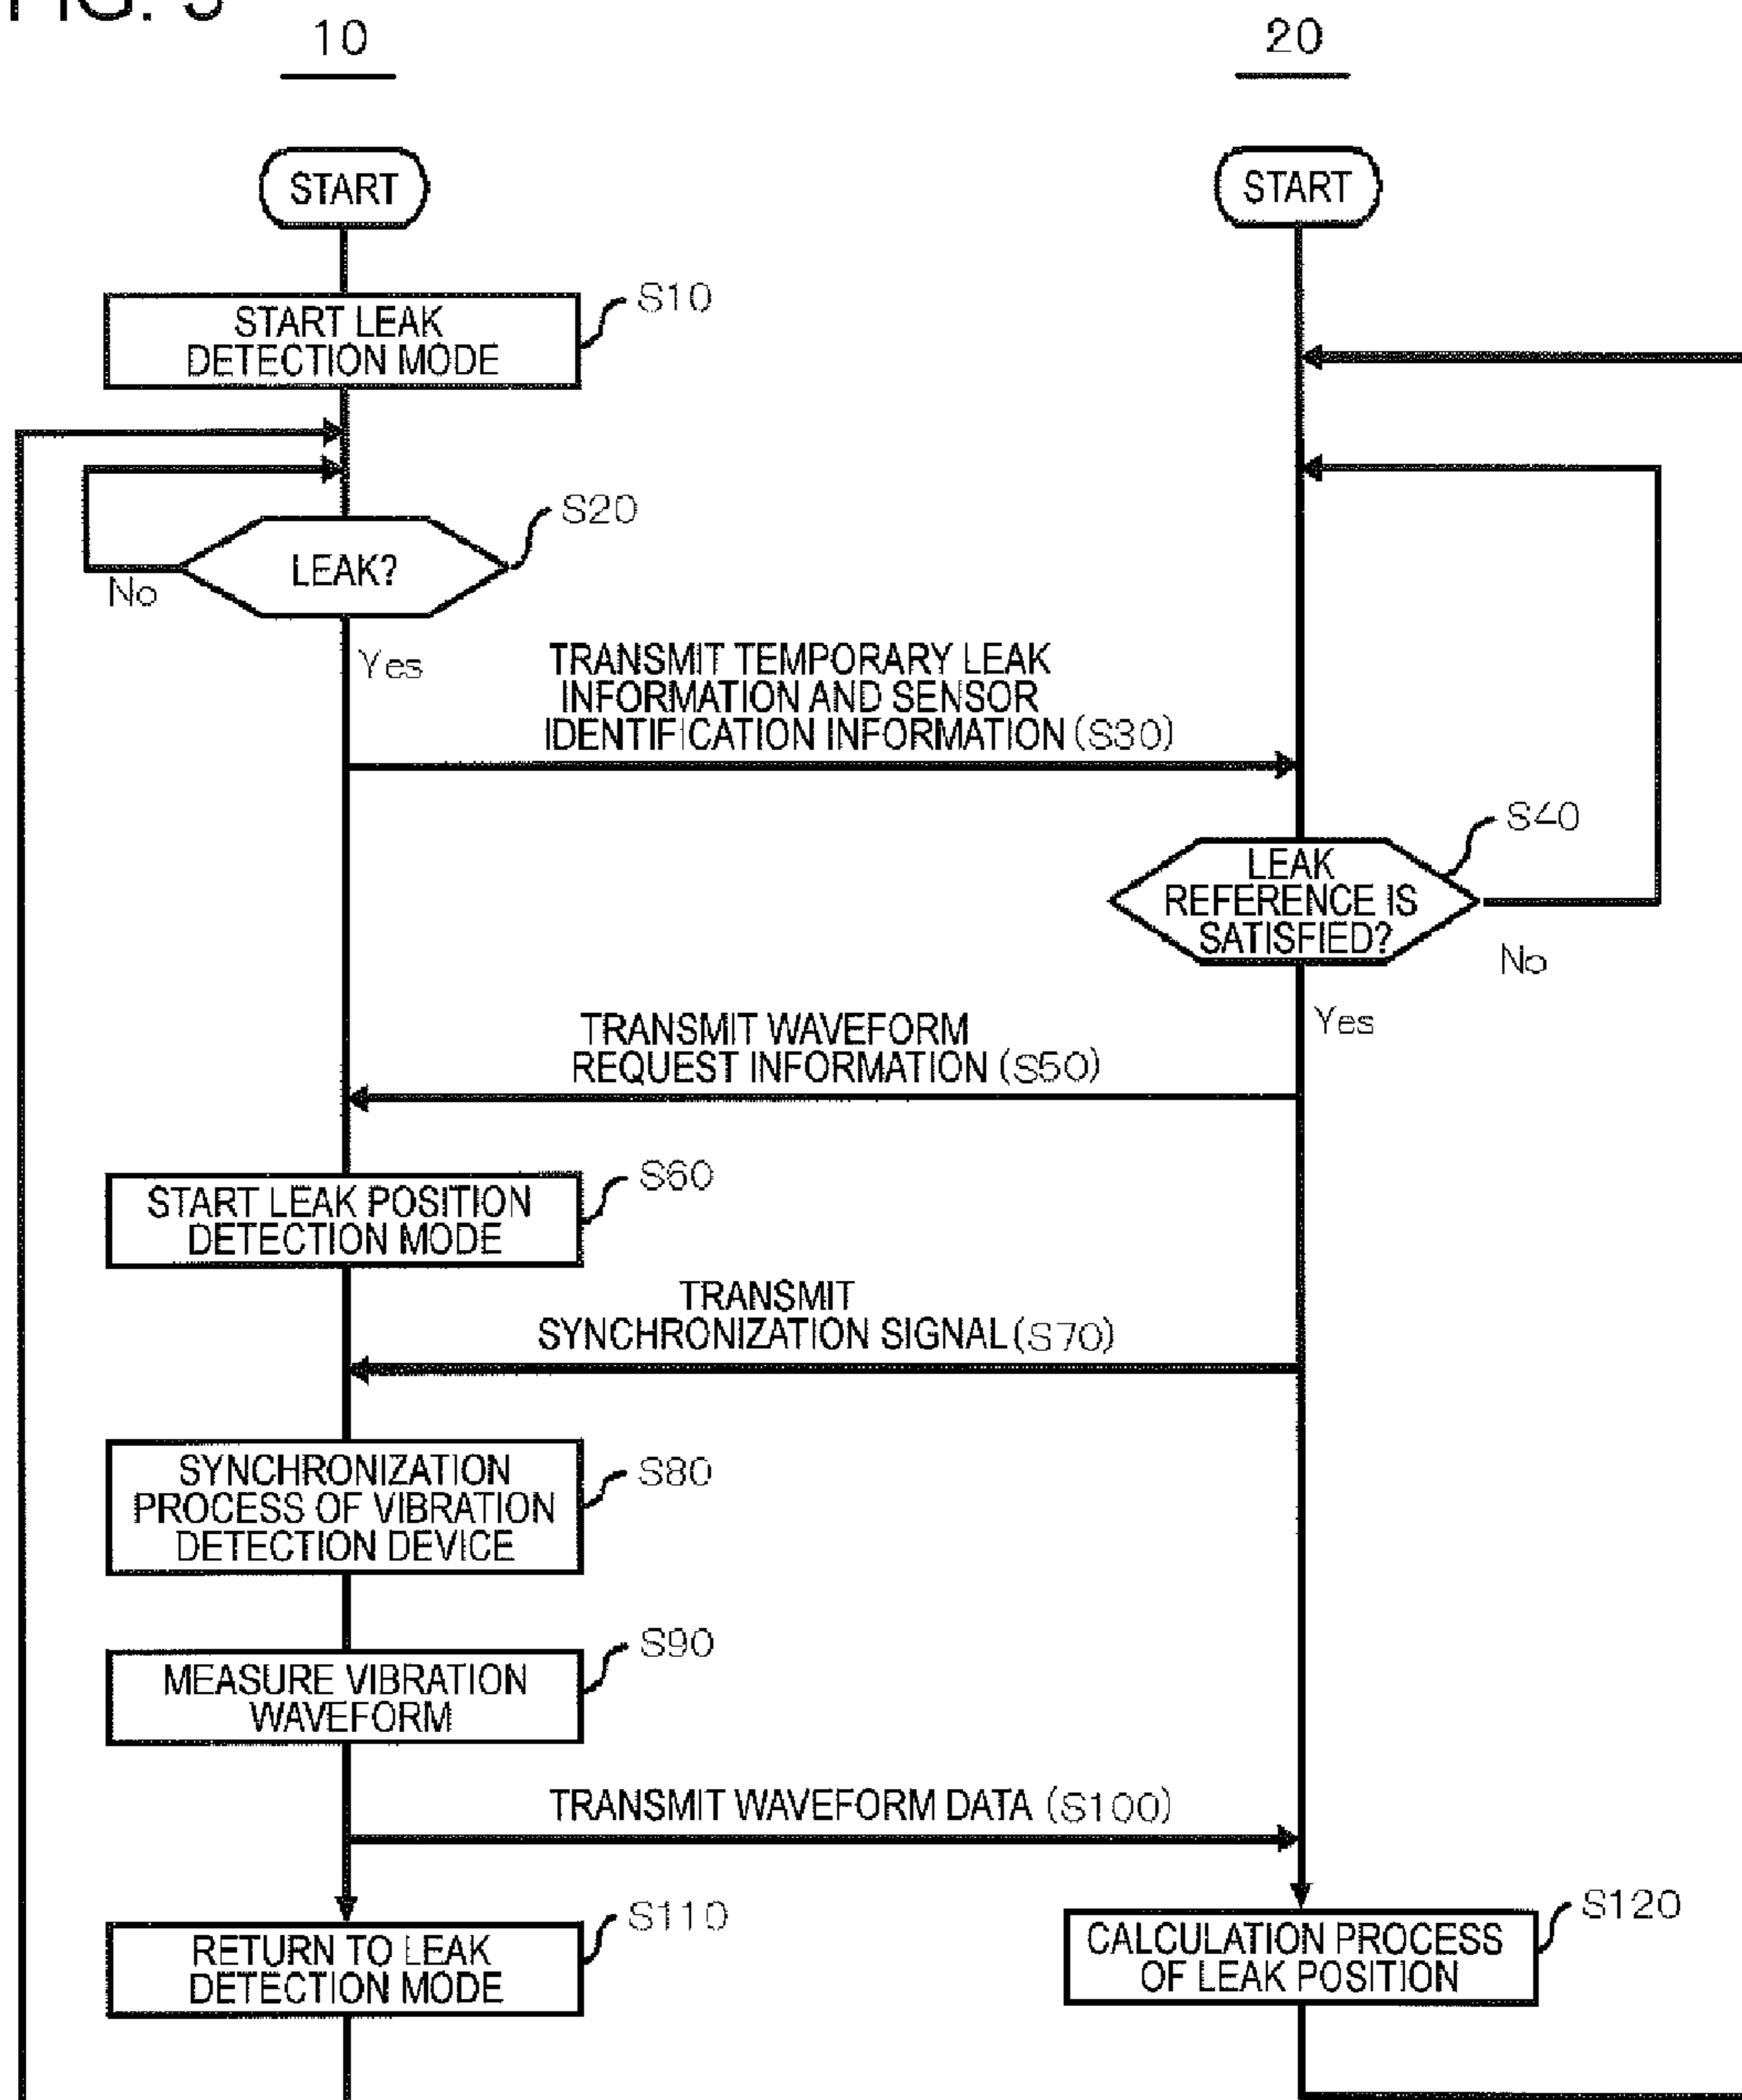 10
20
START
START
START LEAK
DETECTION MODE
S10
LEAK?
S20
No
Yes
TRANSMIT TEMPORARY LEAK
INFORMATION AND SENSOR
IDENTIFICATION INFORMATION (S30)
LEAK
REFERENCE IS
SATISFIED?
S40
No
Yes
TRANSMIT WAVEFORM
REQUEST INFORMATION (S50)
START LEAK POSITION
DETECTION MODE
S60
TRANSMIT
SYNCHRONIZATION SIGNAL (S70)
SYNCHRONIZATION
PROCESS OF VIBRATION
DETECTION DEVICE
S80
MEASURE VIBRATION
WAVEFORM
S90
TRANSMIT WAVEFORM DATA (S100)
RETURN TO LEAK
DETECTION MODE
S110
CALCULATION PROCESS
OF LEAK POSITION
S120